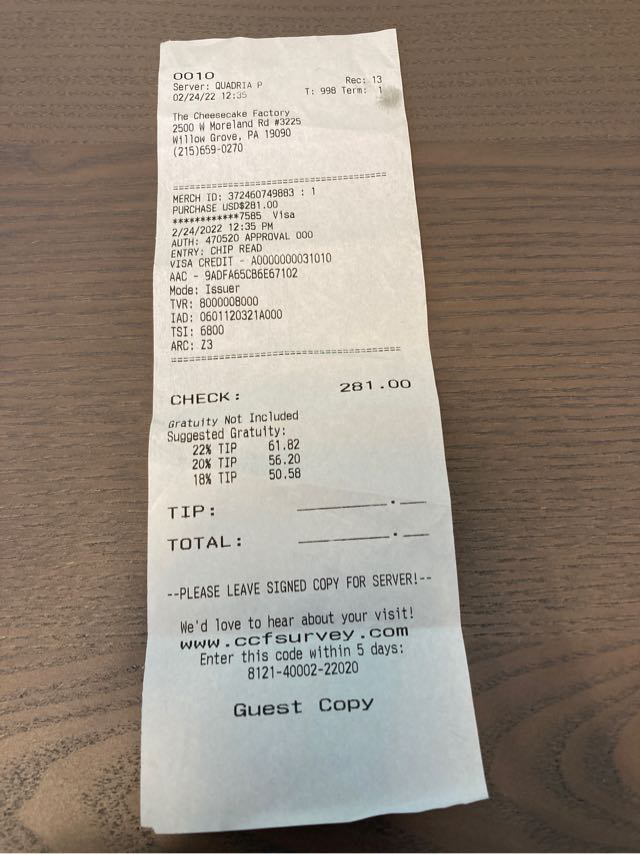 0010
Server: QUADRIA P Rec: 13
02/24/22 12:35 T: 998 Term: 1
The Cheesecake Factory
2500 W Moreland Rd #3225
Willow Grove, PA 19090
(215)659-0270
========================================
MERCH ID: 372460749883 : 1
PURCHASE USD$281.00
************7585 Visa
2/24/2022 12:35 PM
AUTH: 470520 APPROVAL 000
ENTRY: CHIP READ
VISA CREDIT - A0000000031010
AAC - 9ADFA65CB6E67102
Mode: Issuer
TVR: 8000008000
IAD: 0601120321A000
TSI: 6800
ARC: Z3
========================================
CHECK: 281.00
Gratuity Not Included
Suggested Gratuity:
22% TIP 61.82
20% TIP 56.20
18% TIP 50.58
TIP: ________.___
TOTAL: ________.___
--PLEASE LEAVE SIGNED COPY FOR SERVER!--
We'd love to hear about your visit!
www.ccfsurvey.com
Enter this code within 5 days:
8121-40002-22020
Guest Copy